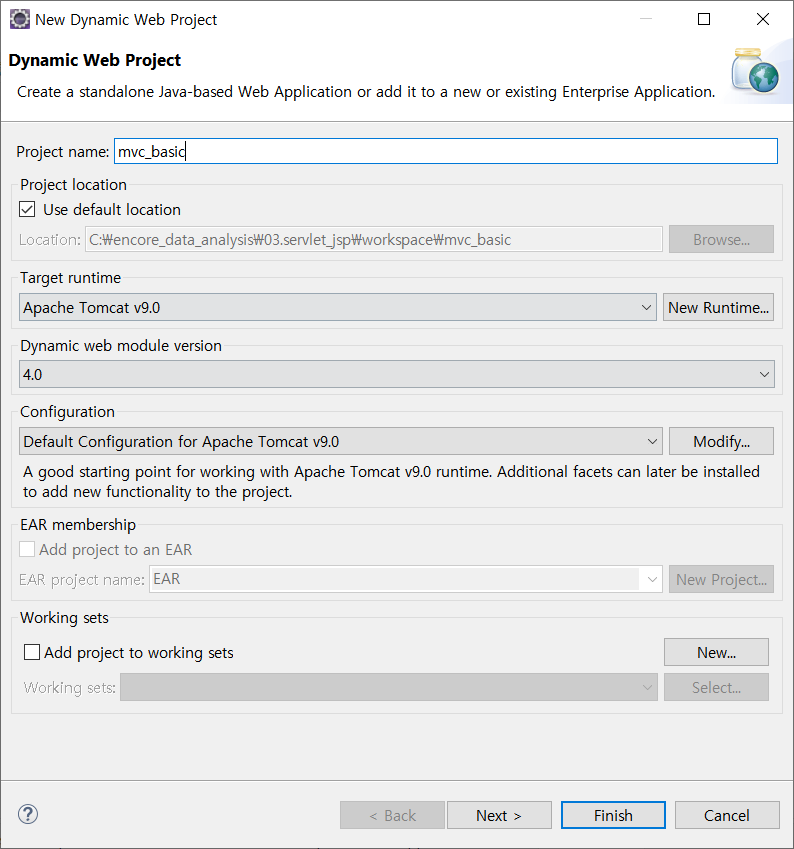 New Dynamic Web Project
Dynamic Web Project
Create a standalone Java-based Web Application or add it to a new or existing Enterprise Application.
Project name: mvc_basic
Project location
Use default location
Location: C:₩encore_data_analysis₩03.servlet_jsp₩workspace₩mvc_basic Browse...
Target runtime
Apache Tomcat v9.0 New Runtime...
Dynamic web module version
4.0
Configuration
Default Configuration for Apache Tomcat v9.0 Modify...
A good starting point for working with Apache Tomcat v9.0 runtime. Additional facets can later be installed
to add new functionality to the project.
EAR membership
Add project to an EAR
EAR project name: EAR New Project...
Working sets
Add project to working sets New...
Working sets: Select...
? < Back Next > Finish Cancel